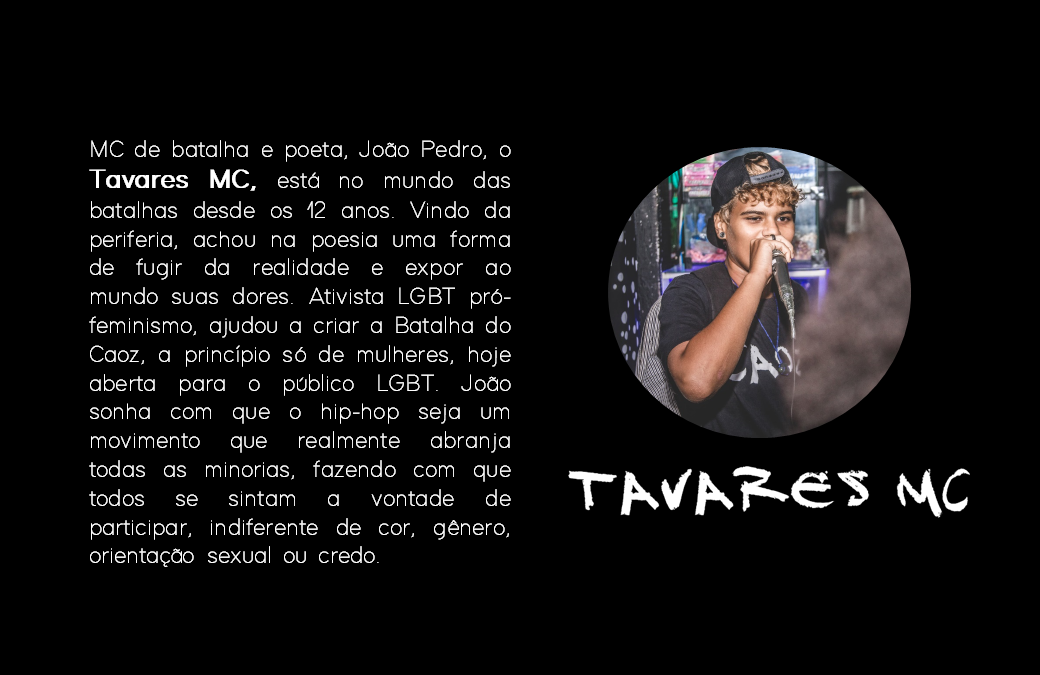 MC de batalha e poeta, João Pedro, o
Tavares MC, está no mundo das
batalhas desde os 12 anos. Vindo da
periferia, achou na poesia uma forma
de fugir da realidade e expor ao
mundo suas dores. Ativista LGBT pró-
feminismo, ajudou a criar a Batalha do
Caoz, a princípio só de mulheres, hoje
aberta para o público LGBT. João
sonha com que o hip-hop seja um
movimento que realmente abranja
todas as minorias, fazendo com que
todos se sintam a vontade de
participar, indiferente de cor, gênero,
orientação sexual ou credo.
TAVARES MC